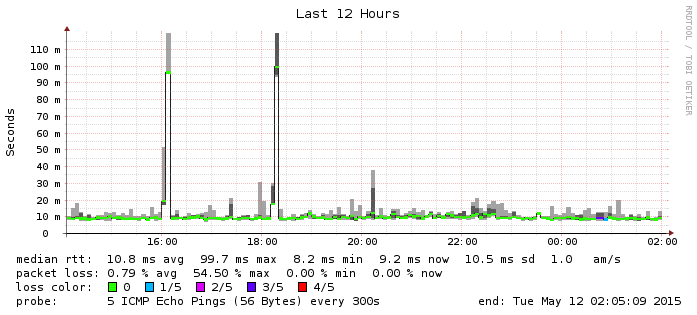 Last 12 Hours
RRDTOOL / TOBI OETIKER
Seconds
110 m
100 m
90 m
80 m
70 m
60 m
50 m
40 m
30 m
20 m
10 m
0
16:00 18:00 20:00 22:00 00:00 02:00
median rtt: 10.8 ms avg 99.7 ms max 8.2 ms min 9.2 ms now 10.5 ms sd 1.0 am/s
packet loss: 0.79 % avg 54.50 % max 0.00 % min 0.00 % now
loss color: 0 1/5 2/5 3/5 4/5
probe: 5 ICMP Echo Pings (56 Bytes) every 300s end: Tue May 12 02:05:09 2015